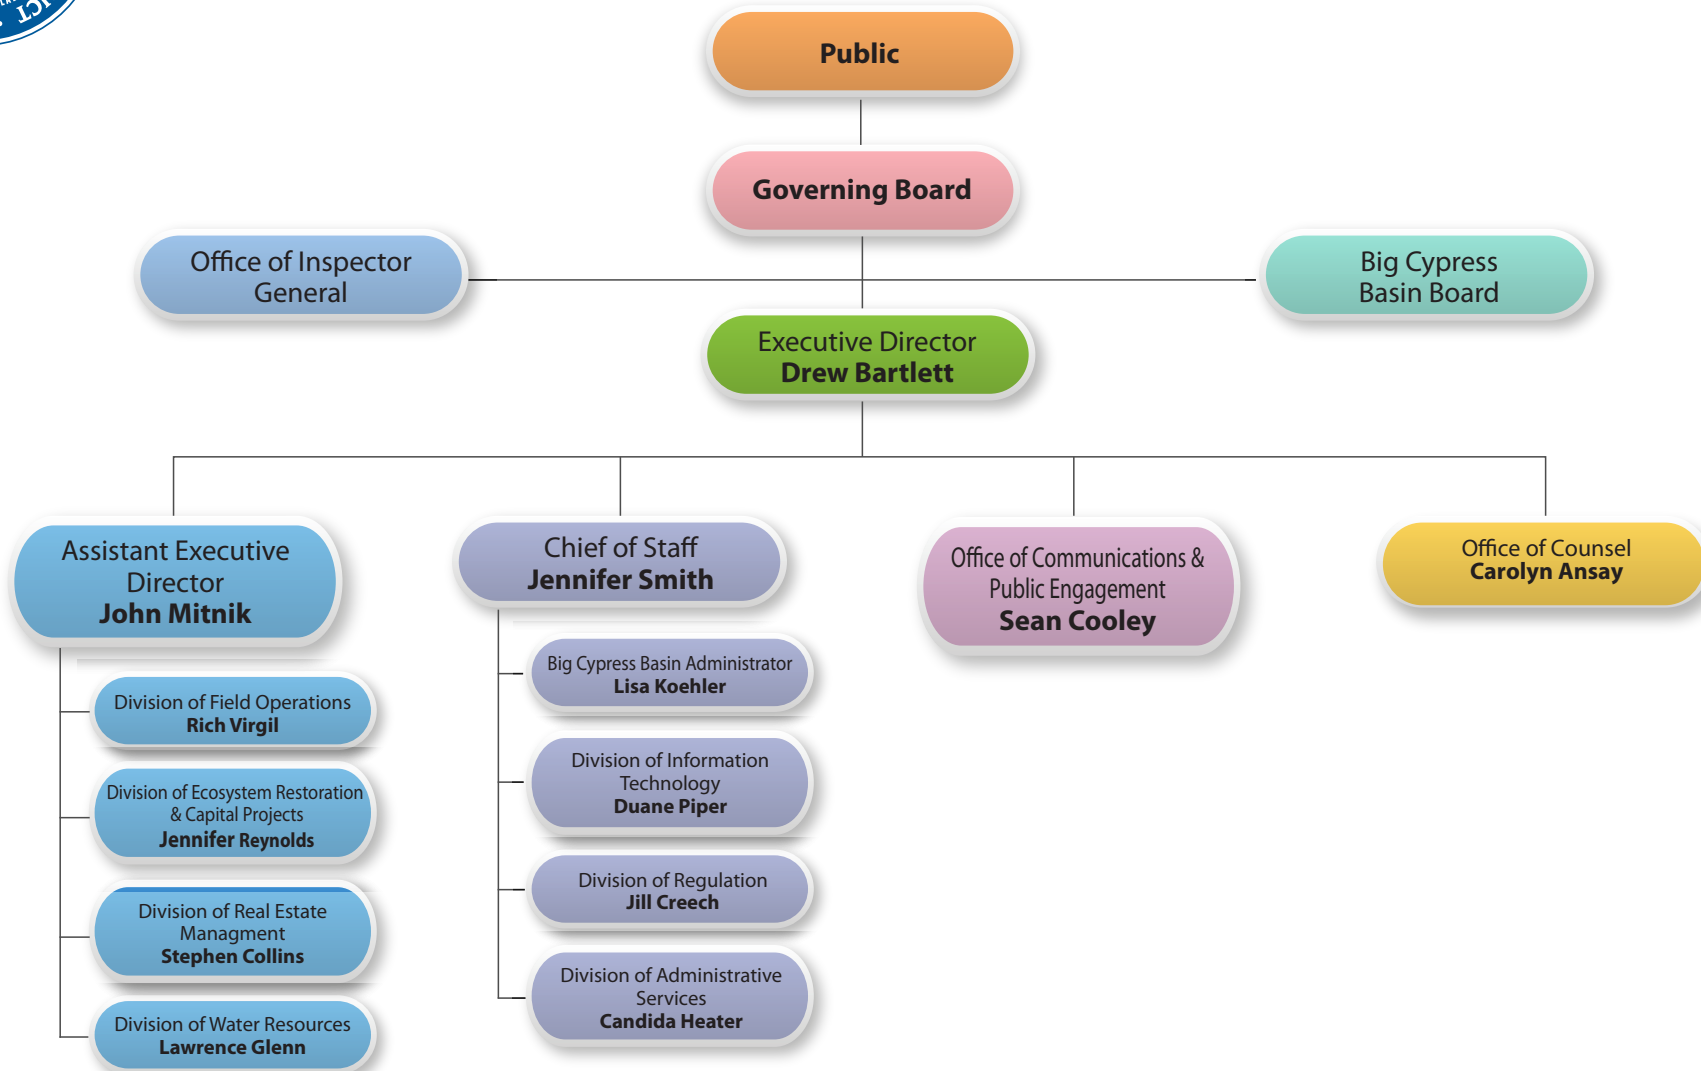 ICT
Public
Governing Board
Office of Inspector
General
Big Cypress
Basin Board
Executive Director
Drew Bartlett
Assistant Executive
Director
John Mitnik
Division of Field Operations
Rich Virgil
Division of Ecosystem Restoration
& Capital Projects
Jennifer Reynolds
Division of Real Estate
Managment
Stephen Collins
Division of Water Resources
Lawrence Glenn
Chief of Staff
Jennifer Smith
Big Cypress Basin Administrator
Lisa Koehler
Division of Information
Technology
Duane Piper
Division of Regulation
Jill Creech
Division of Administrative
Services
Candida Heater
Office of Communications &
Public Engagement
Sean Cooley
Office of Counsel
Carolyn Ansay